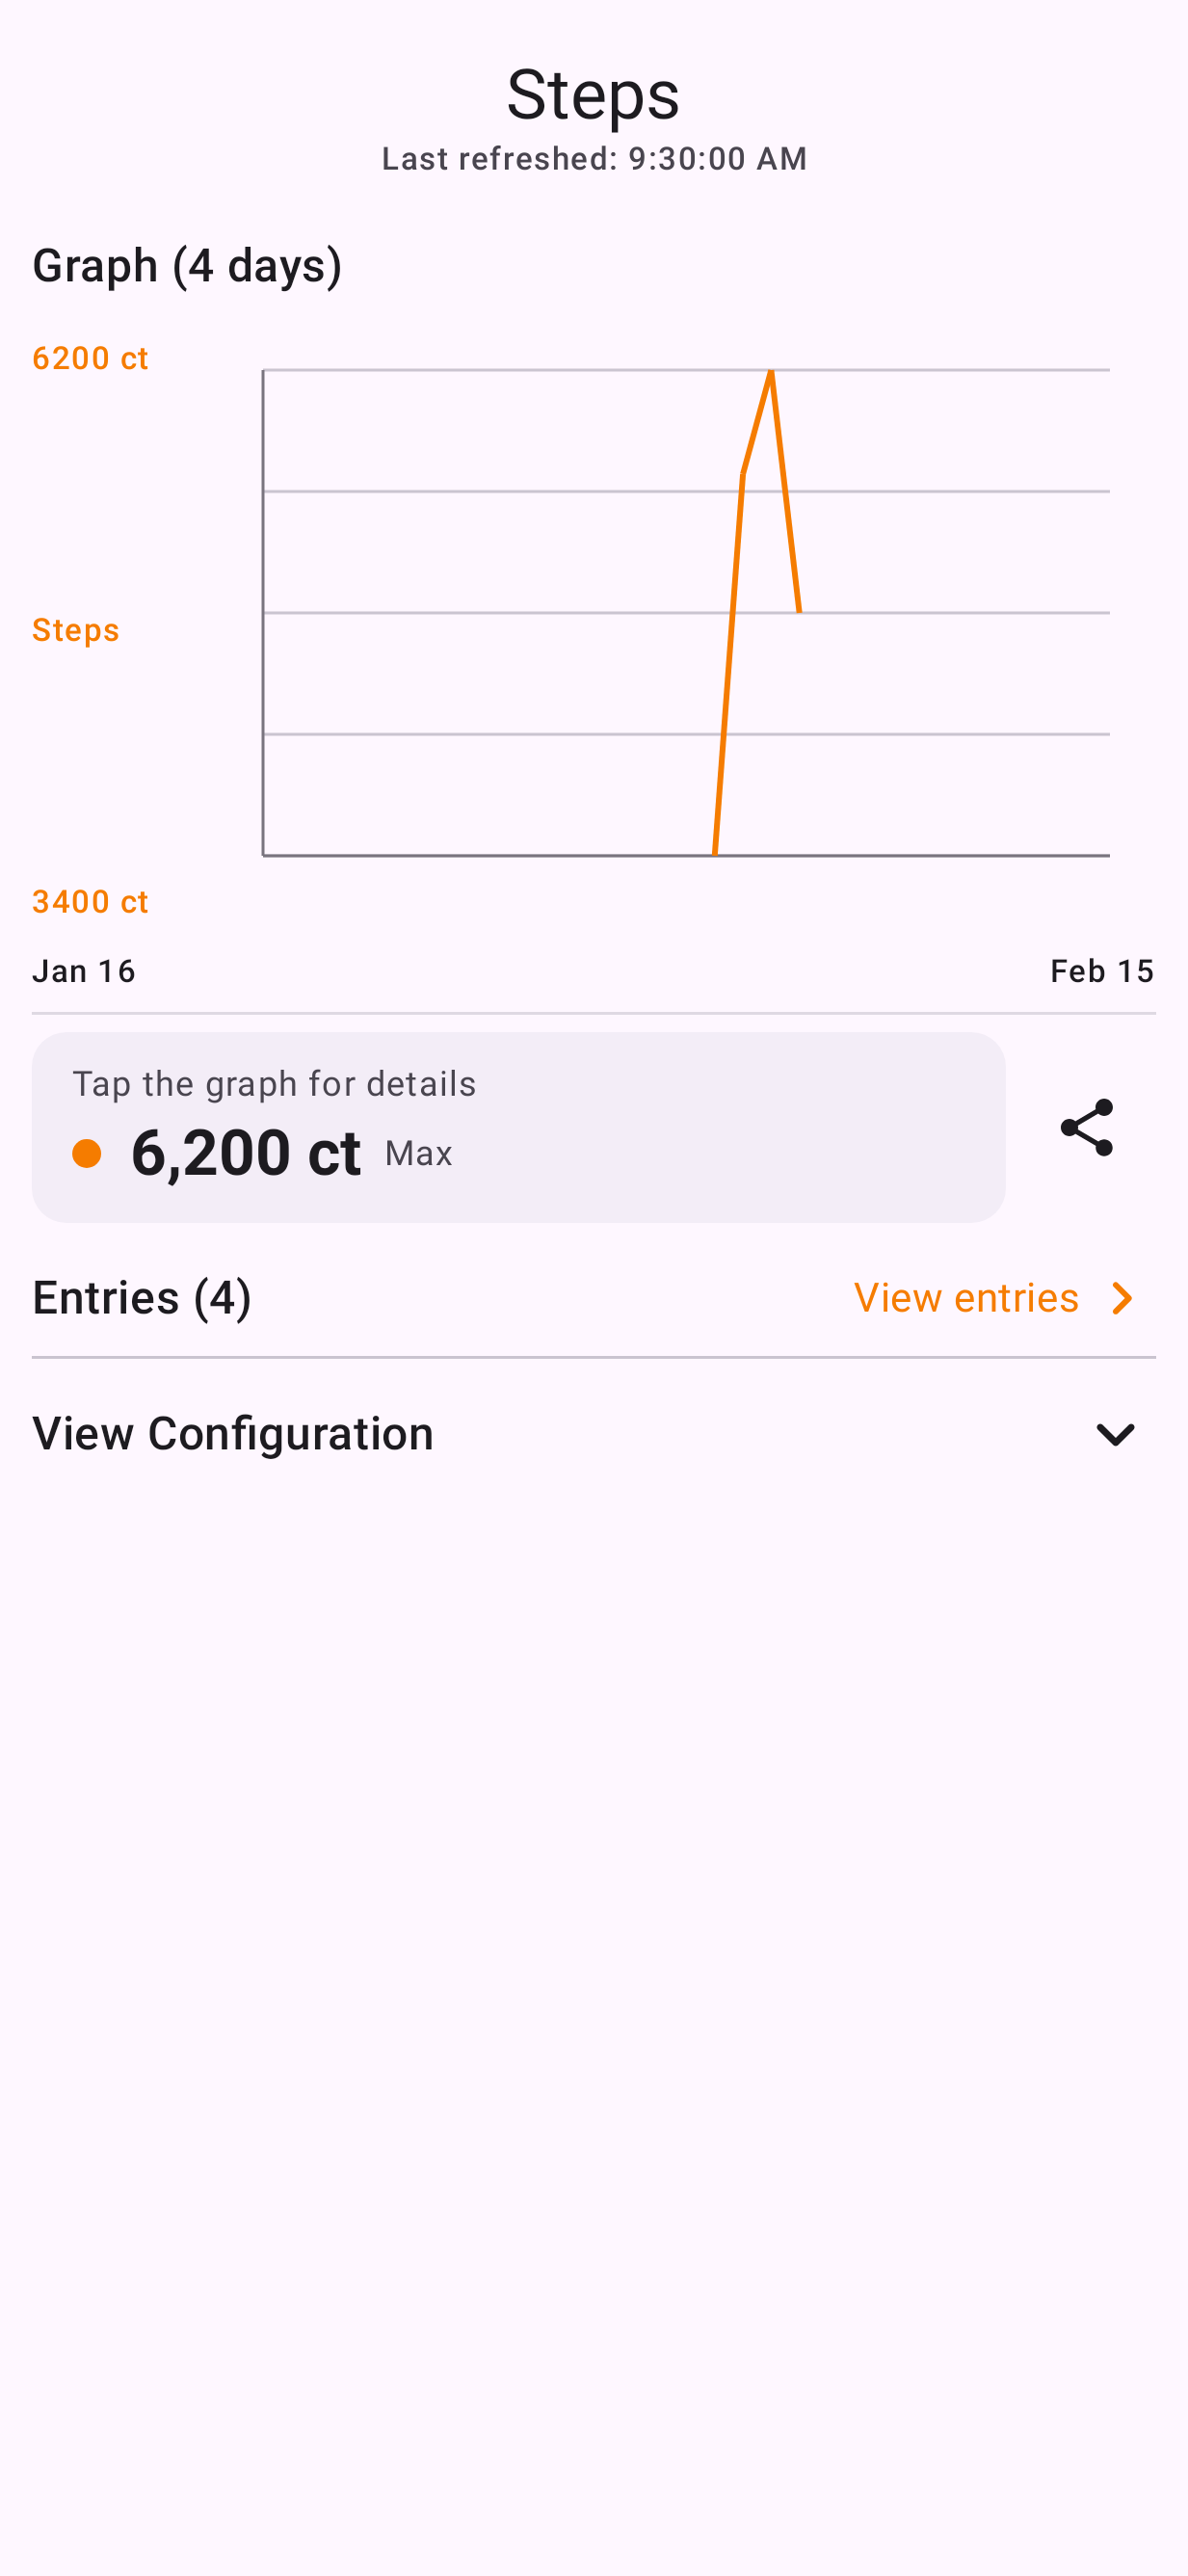 Steps
Last refreshed: 9:30:00 AM
Graph (4 days)
6200 ct
Steps
3400 ct
Jan 16
Feb 15
Tap the graph for details
6,200 ct Max
Entries (4)
View entries
View Configuration